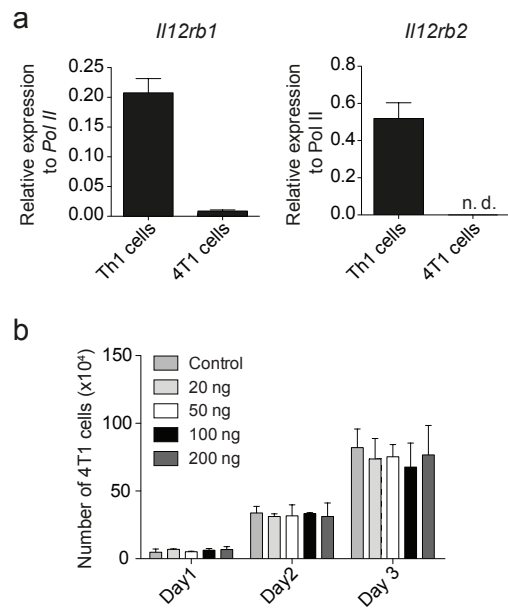 a
Il12rb1
Il12rb2
Relative expression
to Pol II
0.25
0.20
0.15
0.10
0.05
0.00
Th1 cells
4T1 cells
Relative expression
to Pol II
0.8
0.6
0.4
0.2
0.0
n. d.
Th1 cells
4T1 cells
b
Number of 4T1 cells (x10⁴)
150
100
50
0
Control
20 ng
50 ng
100 ng
200 ng
Day1
Day2
Day 3